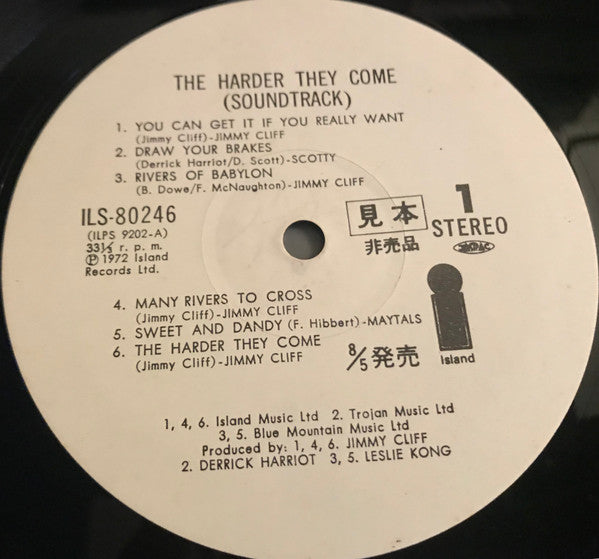 THE HARDER THEY COME
(SOUNDTRACK)
1. YOU CAN GET IT IF YOU REALLY WANT
(Jimmy Cliff)-JIMMY CLIFF
2. DRAW YOUR BRAKES
(Derrick Harriot/D. Scott)-SCOTTY
3. RIVERS OF BABYLON
(B. Dowe/F. McNaughton)-JIMMY CLIFF
ILS-80246
(ILPS 9202-A)
33⅓ r. p. m.
Ⓟ 1972 Island
Records Ltd.
見本
非売品
1
STEREO
4. MANY RIVERS TO CROSS
(Jimmy Cliff)-JIMMY CLIFF
5. SWEET AND DANDY (F. Hibbert)-MAYTALS
6. THE HARDER THEY COME
(Jimmy Cliff)-JIMMY CLIFF
8/5発売
island
1, 4, 6. Island Music Ltd 2. Trojan Music Ltd
3, 5. Blue Mountain Music Ltd
Produced by: 1, 4, 6. JIMMY CLIFF
2. DERRICK HARRIOT 3, 5. LESLIE KONG